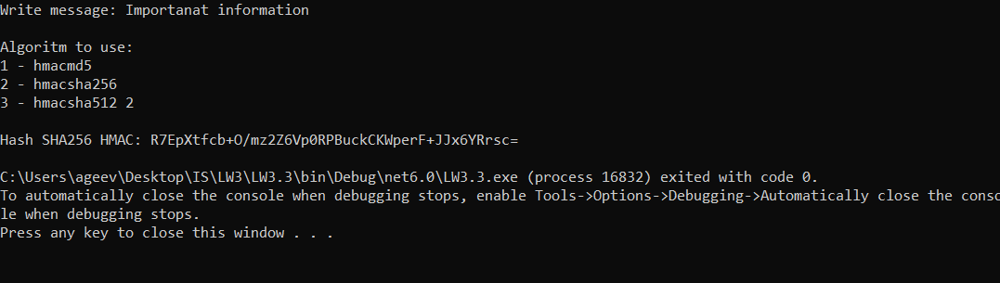 Write message: Importanat information
Algoritm to use:
1 - hmacmd5
2 - hmacsha256
3 - hmacsha512 2
Hash SHA256 HMAC: R7EpXtfcb+O/mz2Z6Vp0RPBuckCKWperF+JJx6YRrsc=
C:\Users\ageev\Desktop\IS\LW3\LW3.3\bin\Debug\net6.0\LW3.3.exe (process 16832) exited with code 0.
To automatically close the console when debugging stops, enable Tools->Options->Debugging->Automatically close the conso
le when debugging stops.
Press any key to close this window . . .